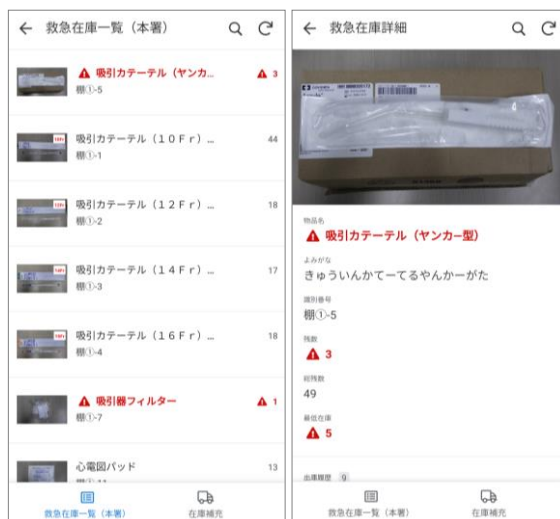 救急在庫一覧（本署）
吸引カテーテル（ヤンカ...
3
棚①-5
吸引カテーテル（１０Ｆｒ）...
44
棚①-1
吸引カテーテル（１２Ｆｒ）...
18
棚①-2
吸引カテーテル（１４Ｆｒ）...
17
棚①-3
吸引カテーテル（１６Ｆｒ）...
18
棚①-4
吸引器フィルター
1
棚①-7
心電図パッド
13
救急在庫一覧（本署）
在庫補充
救急在庫詳細
物品名
吸引カテーテル（ヤンカー型）
よみがな
きゅういんかてーてるやんかーがた
識別番号
棚①-5
残数
3
総残数
49
最低在庫
5
出庫履歴 9
救急在庫一覧（本署）
在庫補充